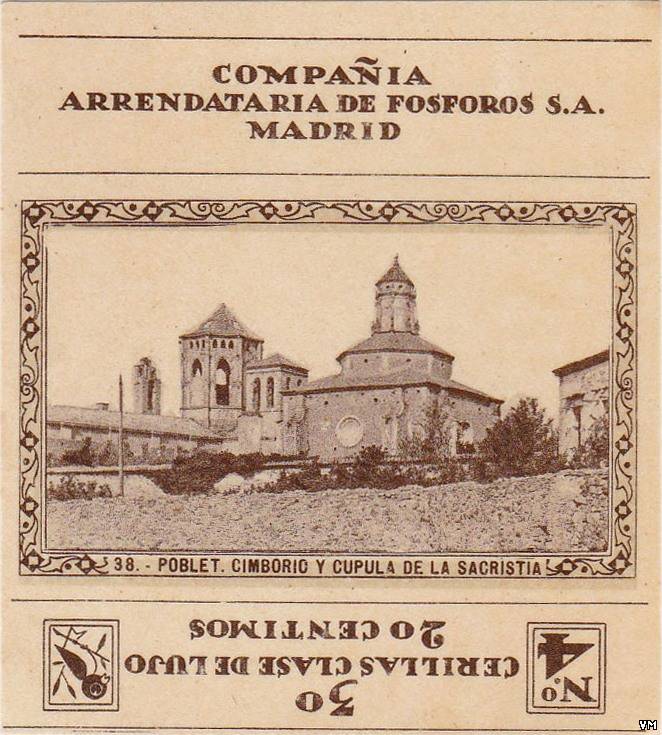 COMPAÑIA
ARRENDATARIA DE FOSFOROS S.A.
MADRID
38.- POBLET. CIMBORIO Y CUPULA DE LA SACRISTIA
Nº 4
30
CERILLAS CLASE DE LUJO
20 CENTIMOS
VM